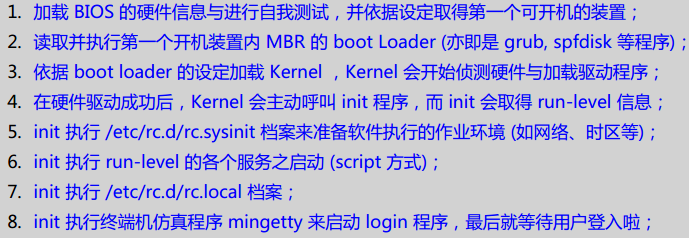 1. 加载 BIOS 的硬件信息与进行自我测试，并依据设定取得第一个可开机的装置；
2. 读取并执行第一个开机装置内 MBR 的 boot Loader (亦即是 grub, spfdisk 等程序)；
3. 依据 boot loader 的设定加载 Kernel ，Kernel 会开始侦测硬件与加载驱动程序；
4. 在硬件驱动成功后，Kernel 会主动呼叫 init 程序，而 init 会取得 run-level 信息；
5. init 执行 /etc/rc.d/rc.sysinit 档案来准备软件执行的作业环境 (如网络、时区等)；
6. init 执行 run-level 的各个服务之启动 (script 方式)；
7. init 执行 /etc/rc.d/rc.local 档案；
8. init 执行终端机仿真程序 mingetty 来启动 login 程序，最后就等待用户登入啦；